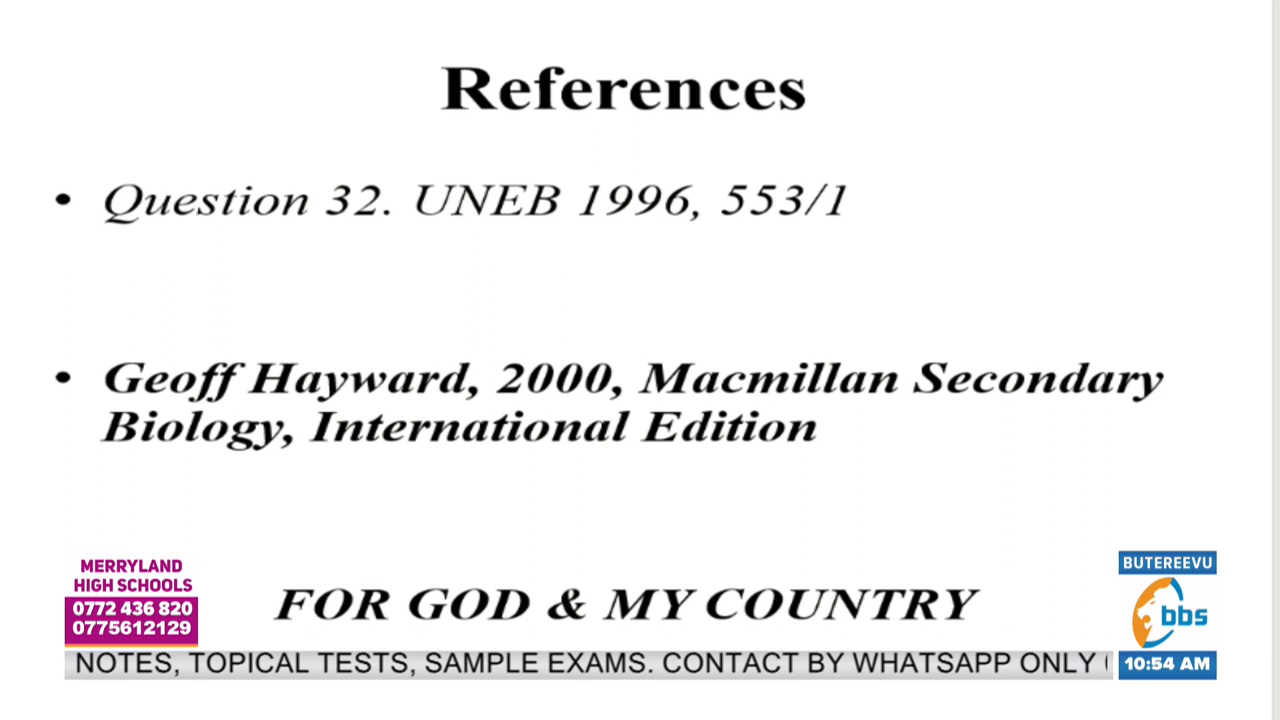 References
• Question 32. UNEB 1996, 553/1
• Geoff Hayward, 2000, Macmillan Secondary
Biology, International Edition
FOR GOD & MY COUNTRY
MERRYLAND
HIGH SCHOOLS
0772 436 820
0775612129
BUTEREEVU
bbs
10:54 AM
NOTES, TOPICAL TESTS, SAMPLE EXAMS. CONTACT BY WHATSAPP ONLY